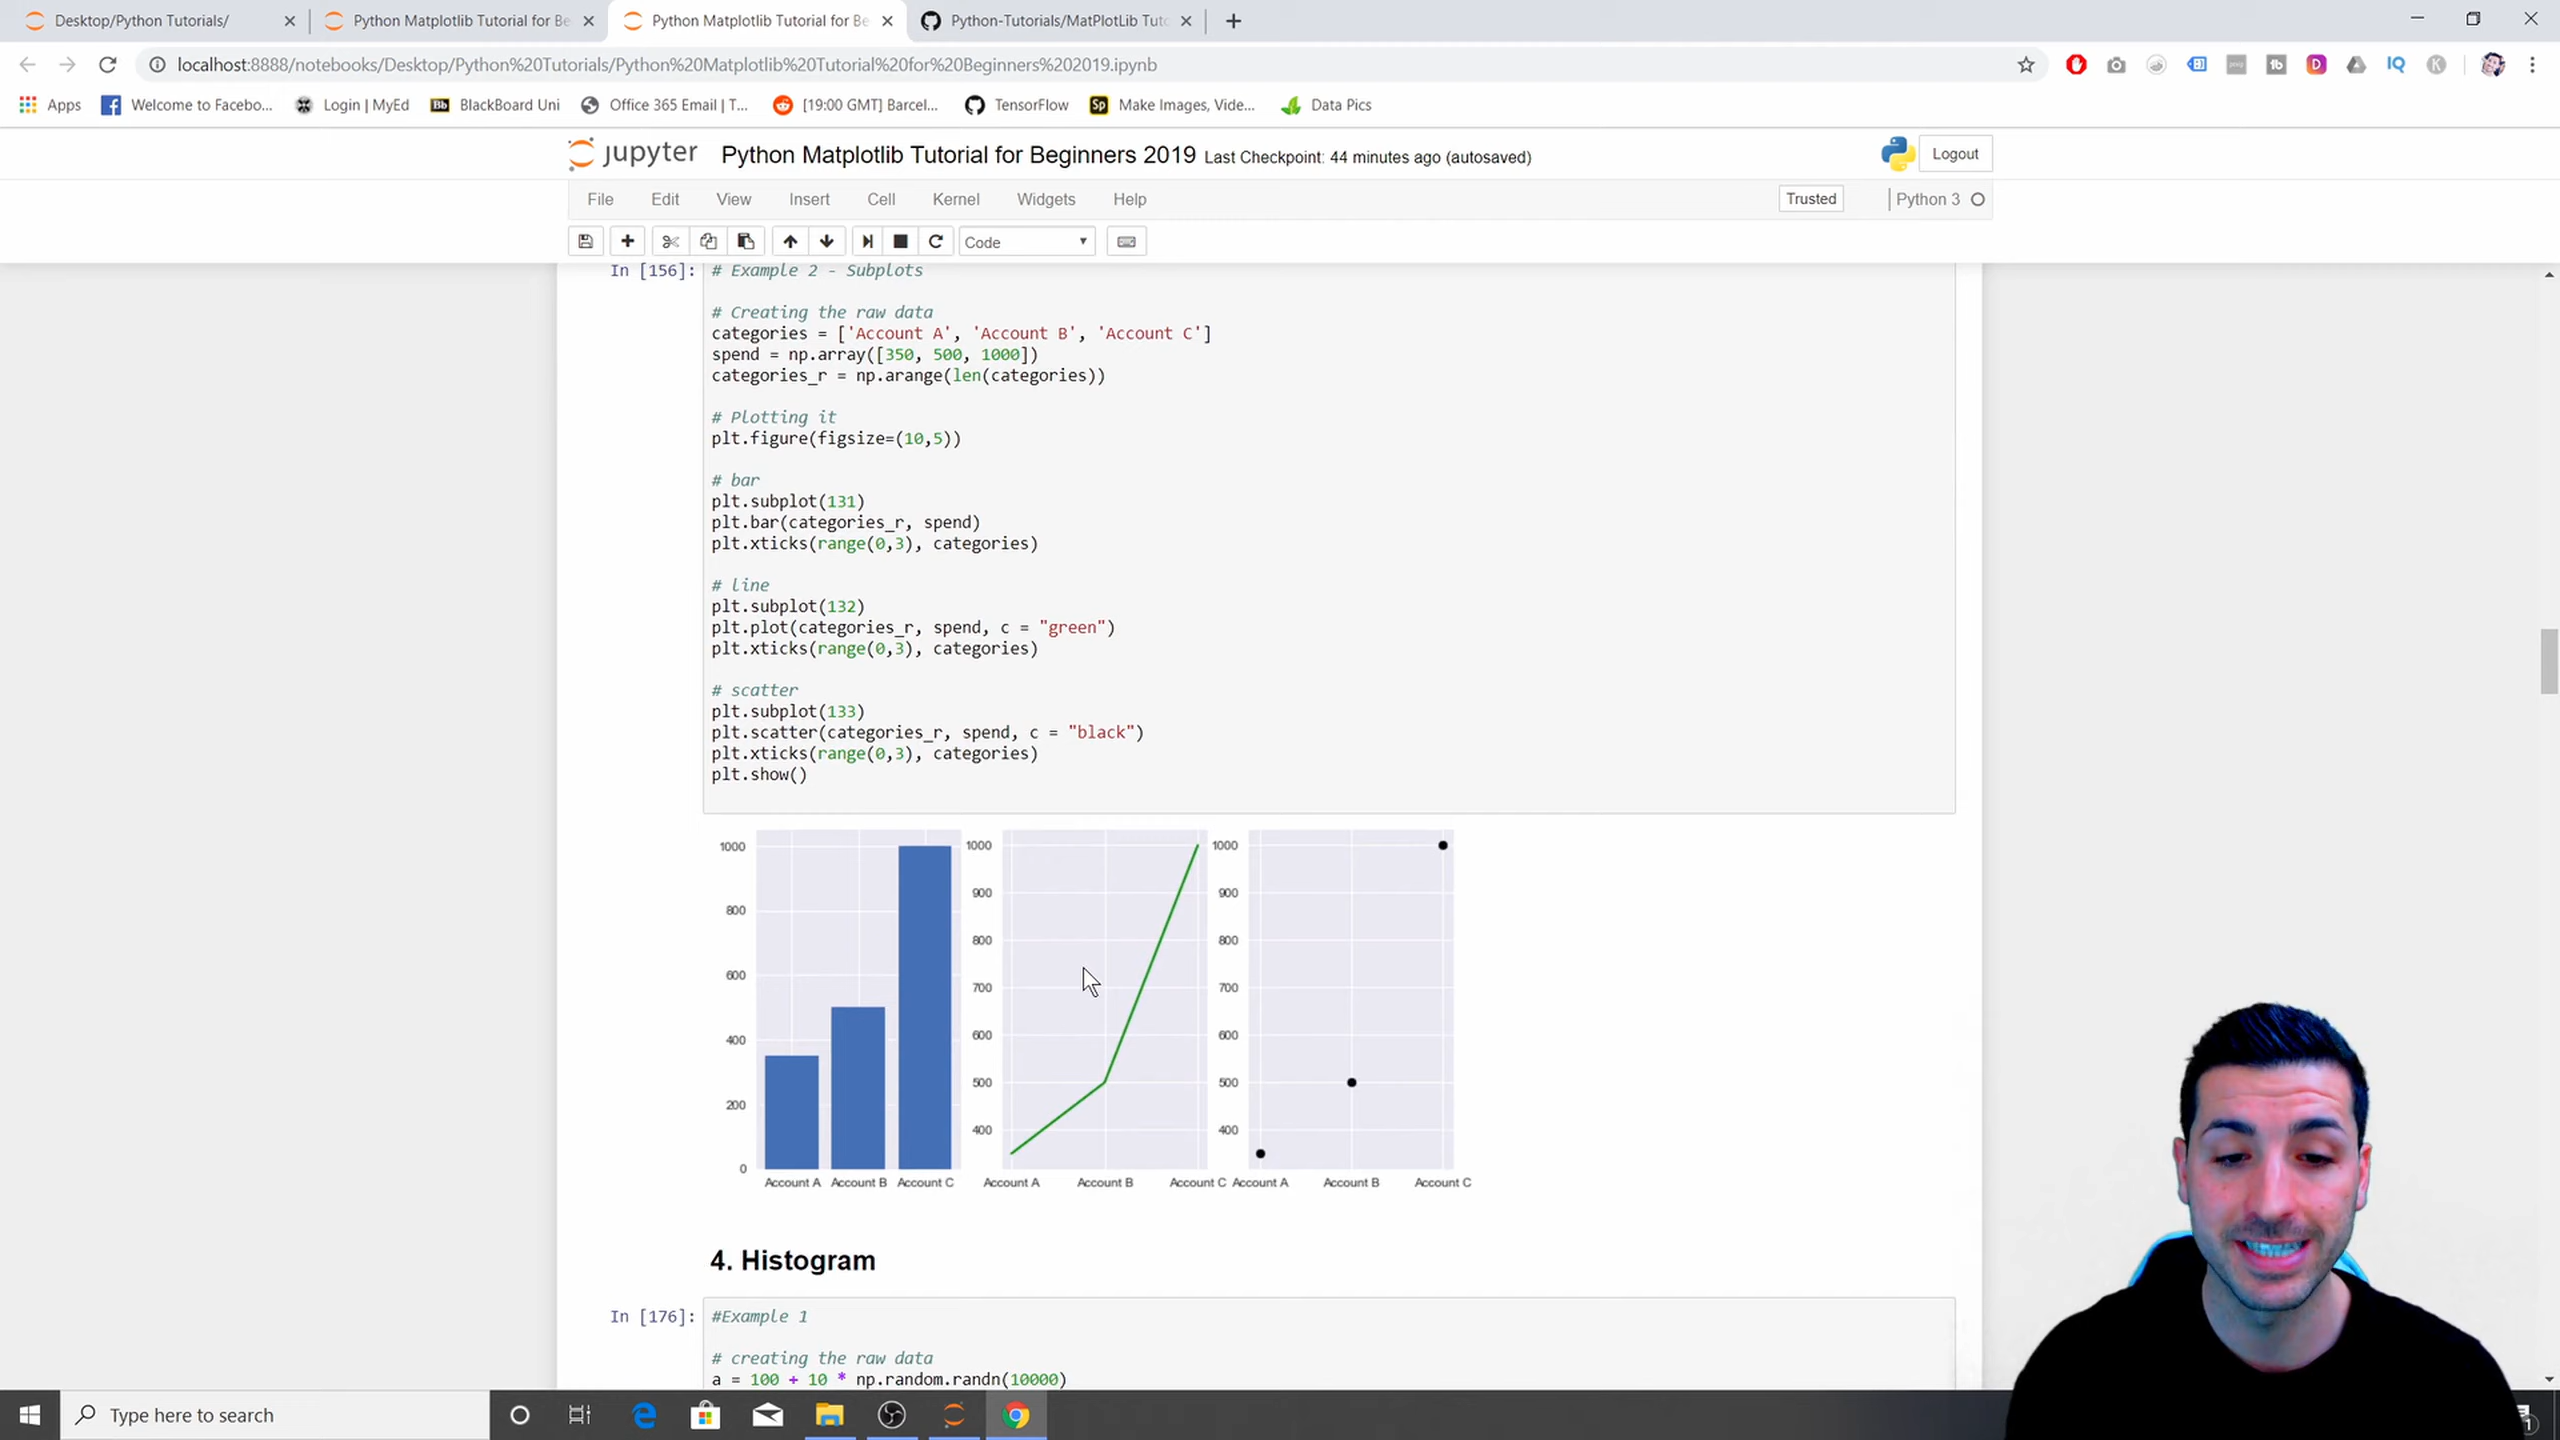 Desktop/Python Tutorials/
Python Matplotlib Tutorial for Be
Python Matplotlib Tutorial for Be
Python-Tutorials/MatPlotLib Tuto
localhost:8888/notebooks/Desktop/Python%20Tutorials/Python%20Matplotlib%20Tutorial%20for%20Beginners%202019.ipynb
Apps
Welcome to Facebo...
Login | MyEd
Bb
BlackBoard Uni
Office 365 Email | T...
[19:00 GMT] Barcel...
TensorFlow
Sp
Make Images, Vide...
Data Pics
jupyter
Python Matplotlib Tutorial for Beginners 2019
Last Checkpoint: 44 minutes ago (autosaved)
Logout
File
Edit
View
Insert
Cell
Kernel
Widgets
Help
Trusted
Python 3
Code
In [156]:
# Example 2 - Subplots
# Creating the raw data
categories = ['Account A', 'Account B', 'Account C']
spend = np.array([350, 500, 1000])
categories_r = np.arange(len(categories))
# Plotting it
plt.figure(figsize=(10,5))
# bar
plt.subplot(131)
plt.bar(categories_r, spend)
plt.xticks(range(0,3), categories)
# line
plt.subplot(132)
plt.plot(categories_r, spend, c = "green")
plt.xticks(range(0,3), categories)
# scatter
plt.subplot(133)
plt.scatter(categories_r, spend, c = "black")
plt.xticks(range(0,3), categories)
plt.show()
1000
800
600
400
200
0
Account A
Account B
Account C
1000
900
800
700
600
500
400
Account A
Account B
Account C
1000
900
800
700
600
500
400
Account A
Account B
Account C
4. Histogram
In [176]:
#Example 1
# creating the raw data
a = 100 + 10 * np.random.randn(10000)
Type here to search